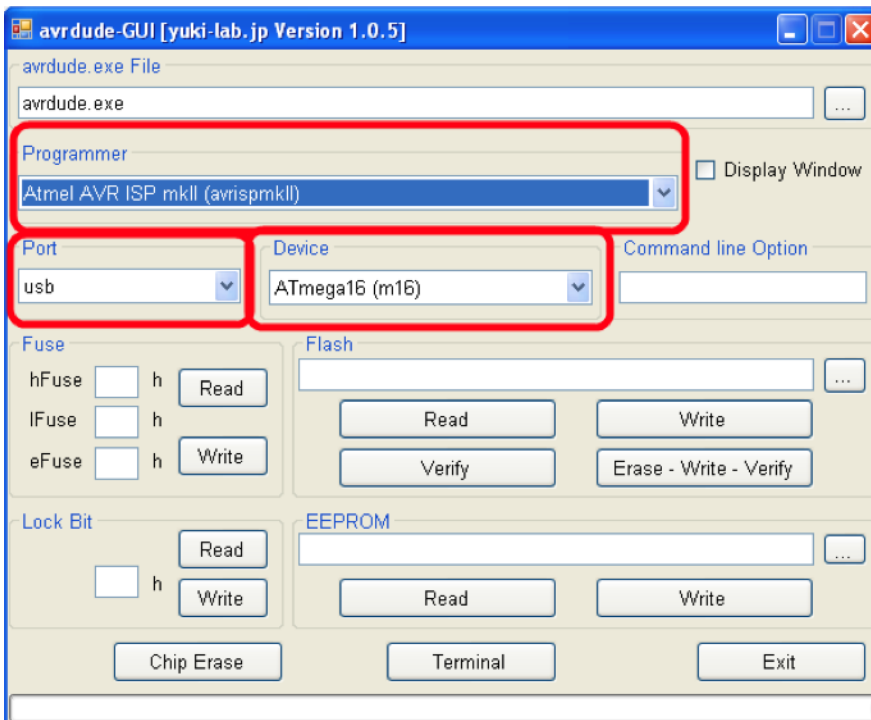 avrdude-GUI [yuki-lab.jp Version 1.0.5]
avrdude.exe File
avrdude.exe
...
Programmer
Atmel AVR ISP mkII (avrispmkII)
Display Window
Port
usb
Device
ATmega16 (m16)
Command line Option
Fuse
hFuse h
Read
lFuse h
eFuse h
Write
Flash
...
Read
Write
Verify
Erase - Write - Verify
Lock Bit
Read
h
Write
EEPROM
...
Read
Write
Chip Erase
Terminal
Exit